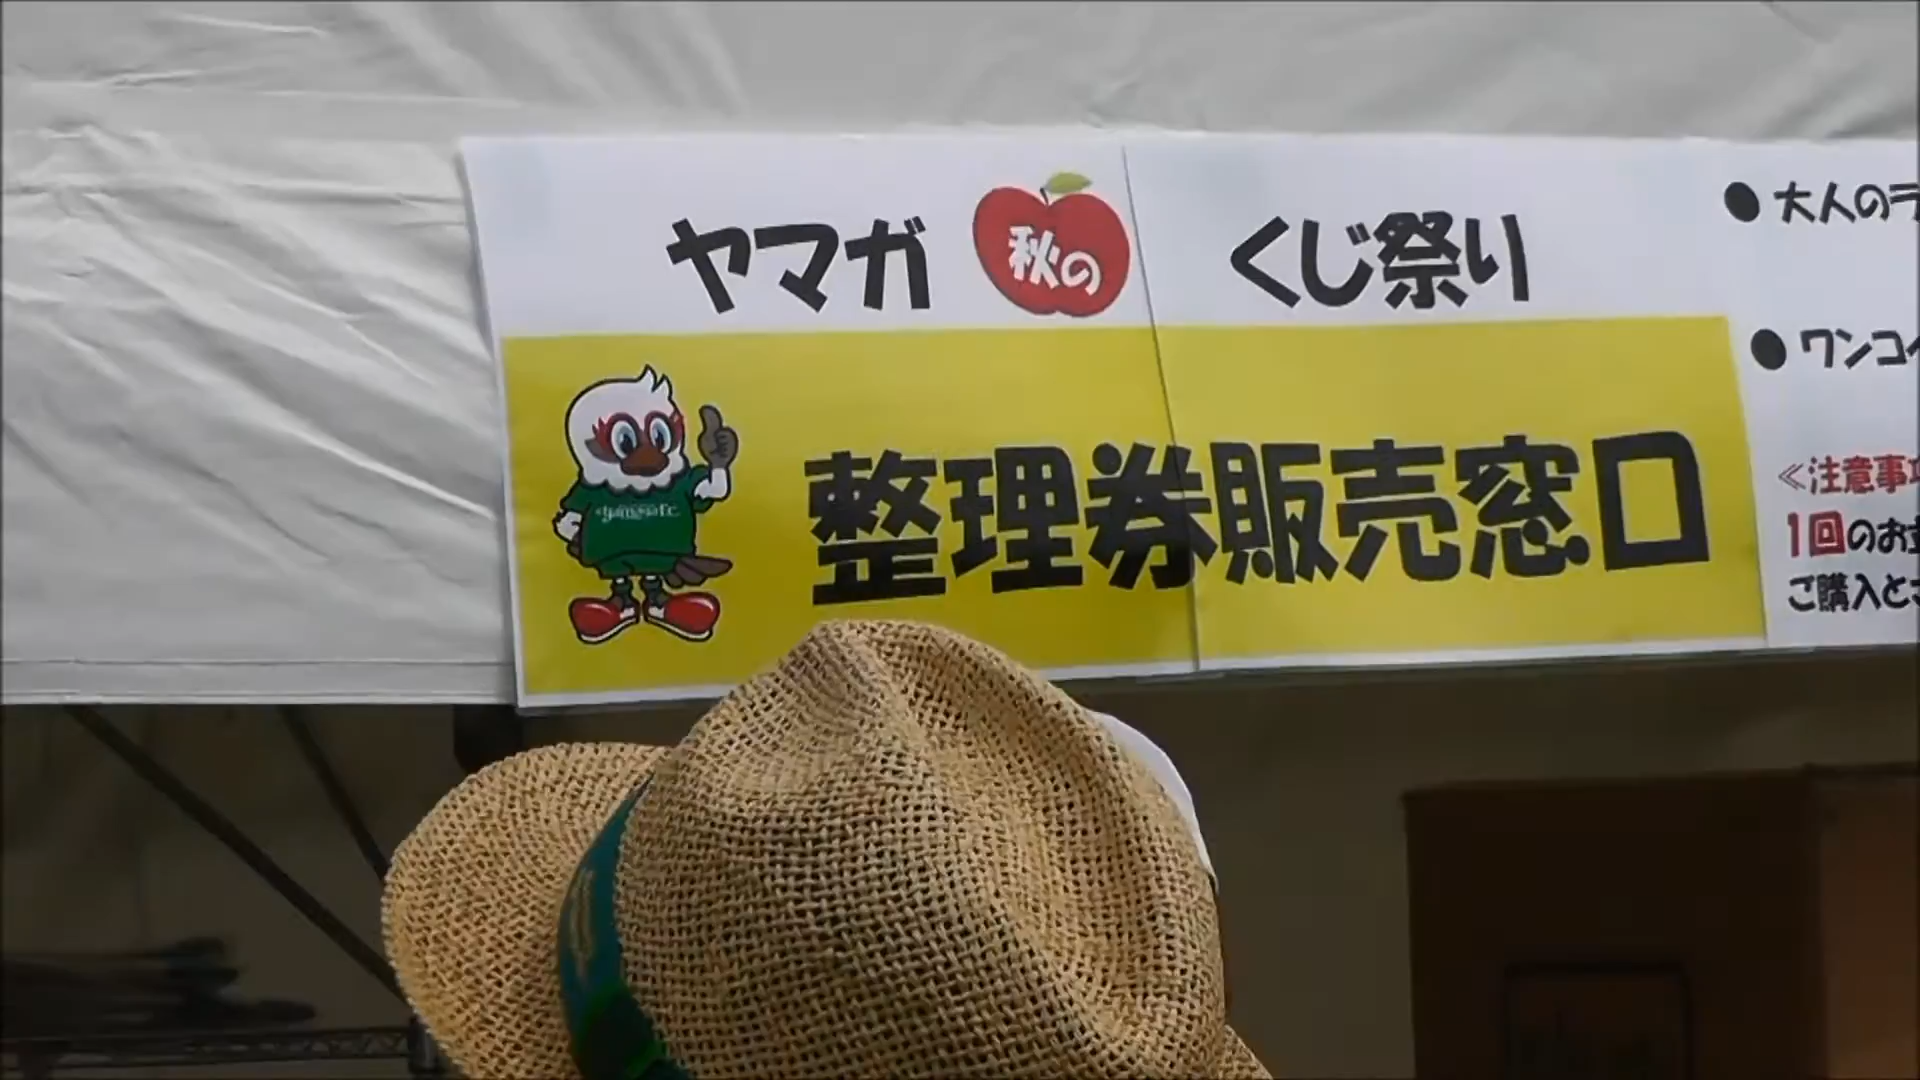 ヤマガ 秋の くじ祭り
整理券販売窓口
● 大人の
● ワンコ
≪注意事
1回のお
ご購入と